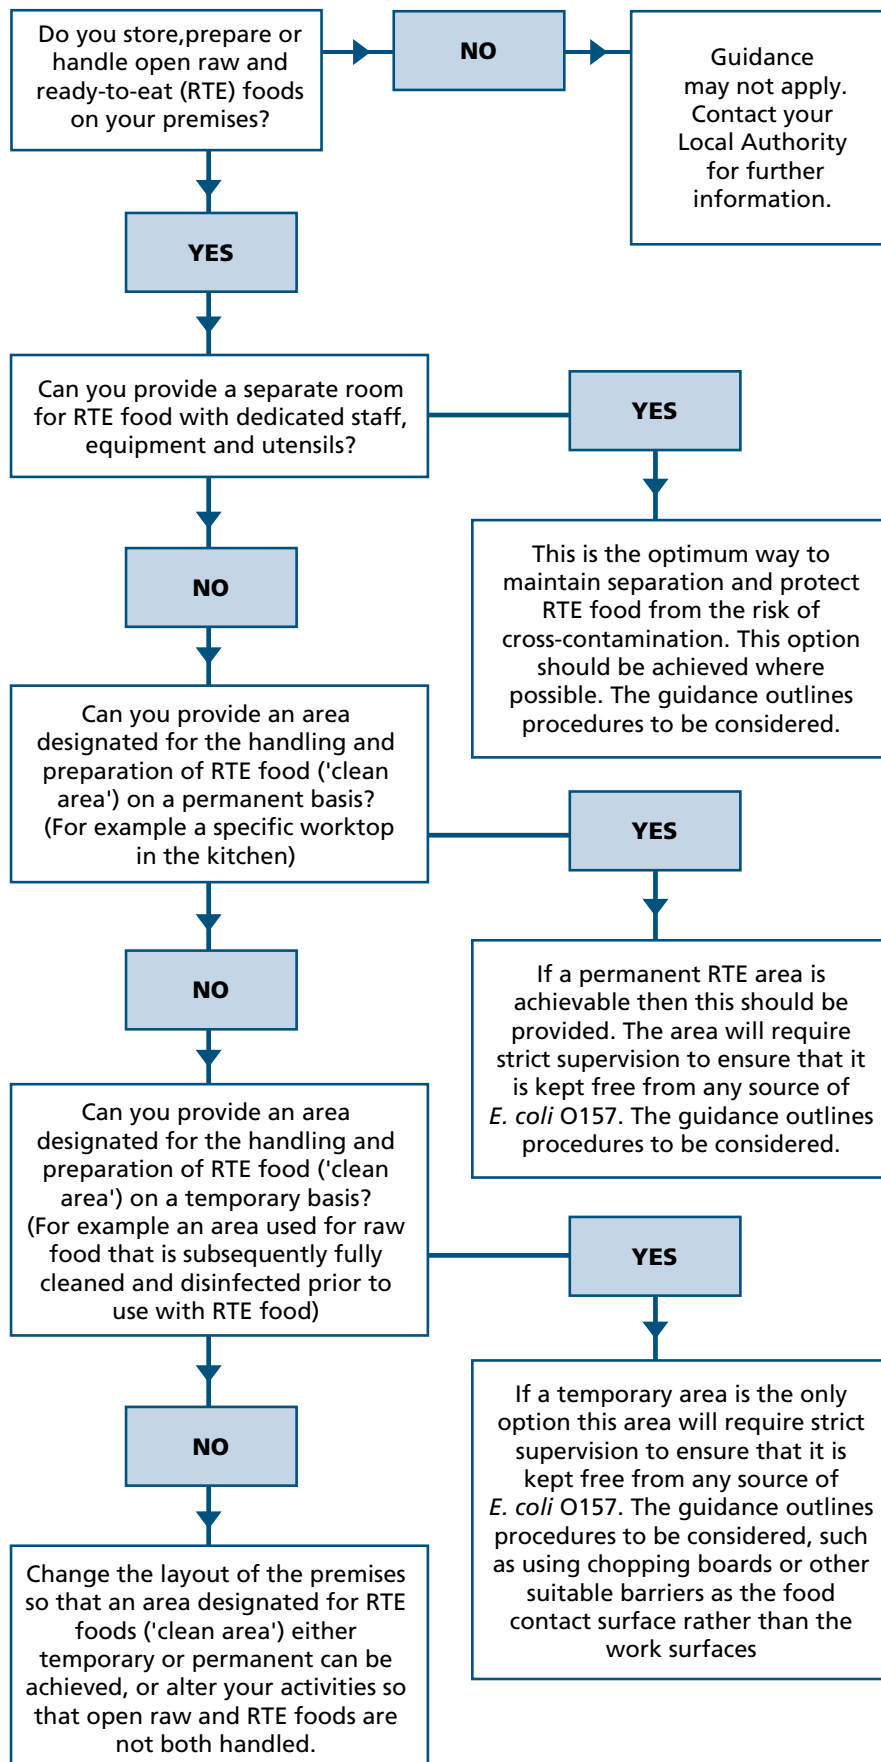 Do you store,prepare or
handle open raw and
ready-to-eat (RTE) foods
on your premises?
NO
Guidance
may not apply.
Contact your
Local Authority
for further
information.
YES
Can you provide a separate room
for RTE food with dedicated staff,
equipment and utensils?
YES
This is the optimum way to
maintain separation and protect
RTE food from the risk of
cross-contamination. This option
should be achieved where
possible. The guidance outlines
procedures to be considered.
NO
Can you provide an area
designated for the handling and
preparation of RTE food ('clean
area') on a permanent basis?
(For example a specific worktop
in the kitchen)
YES
If a permanent RTE area is
achievable then this should be
provided. The area will require
strict supervision to ensure that it
is kept free from any source of
E. coli O157. The guidance outlines
procedures to be considered.
NO
Can you provide an area
designated for the handling and
preparation of RTE food ('clean
area') on a temporary basis?
(For example an area used for raw
food that is subsequently fully
cleaned and disinfected prior to
use with RTE food)
YES
If a temporary area is the only
option this area will require strict
supervision to ensure that it is
kept free from any source of
E. coli O157. The guidance outlines
procedures to be considered, such
as using chopping boards or other
suitable barriers as the food
contact surface rather than the
work surfaces
NO
Change the layout of the premises
so that an area designated for RTE
foods ('clean area') either
temporary or permanent can be
achieved, or alter your activities so
that open raw and RTE foods are
not both handled.